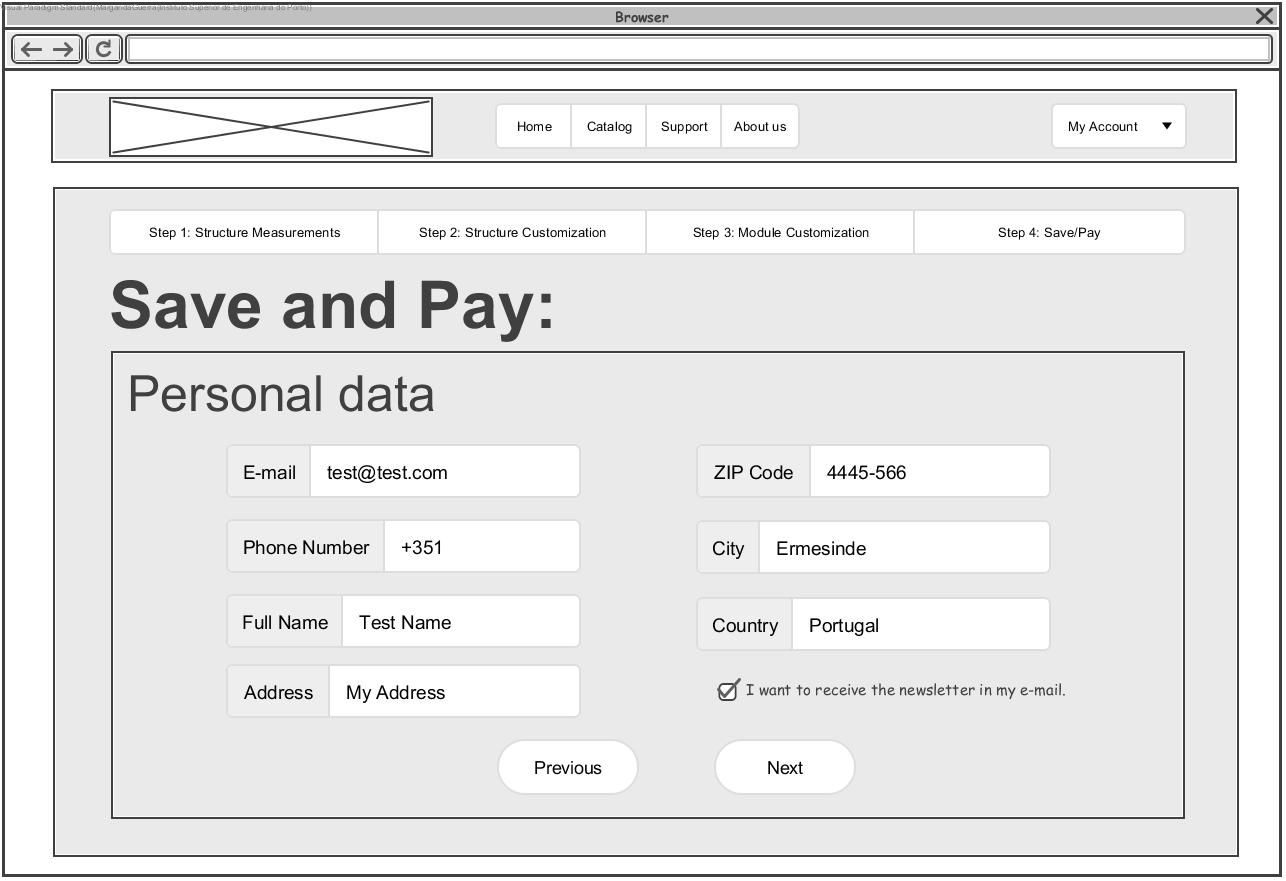 Visual Paradigm Standard(MargaridaGuerra(Instituto Superior de Engenharia do Porto))
Browser
Home Catalog Support About us My Account
Step 1: Structure Measurements Step 2: Structure Customization Step 3: Module Customization Step 4: Save/Pay
Save and Pay:
Personal data
E-mail test@test.com ZIP Code 4445-566
Phone Number +351 City Ermesinde
Full Name Test Name Country Portugal
Address My Address I want to receive the newsletter in my e-mail.
Previous Next